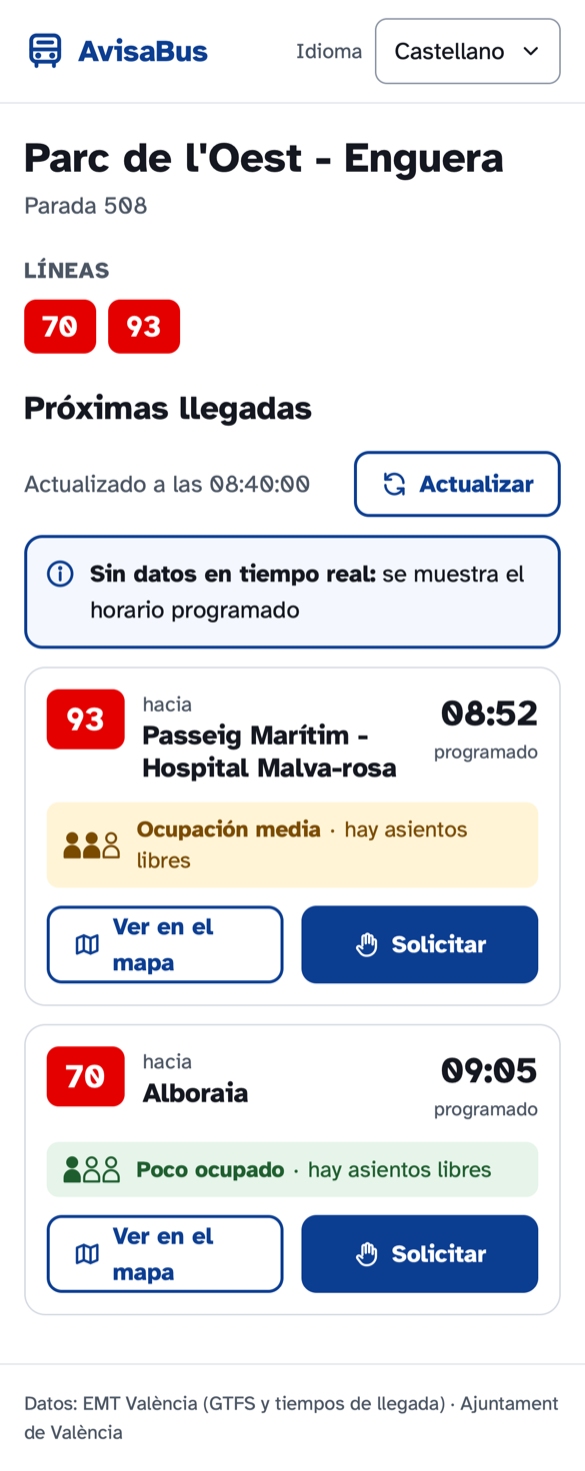 AvisaBus
Idioma
Castellano
Parc de l'Oest - Enguera
Parada 508
LÍNEAS
70
93
Próximas llegadas
Actualizado a las 08:40:00
Actualizar
Sin datos en tiempo real: se muestra el
horario programado
93
hacia
Passeig Marítim -
Hospital Malva-rosa
08:52
programado
Ocupación media · hay asientos
libres
Ver en el
mapa
Solicitar
70
hacia
Alboraia
09:05
programado
Poco ocupado · hay asientos libres
Ver en el
mapa
Solicitar
Datos: EMT València (GTFS y tiempos de llegada) · Ajuntament
de València